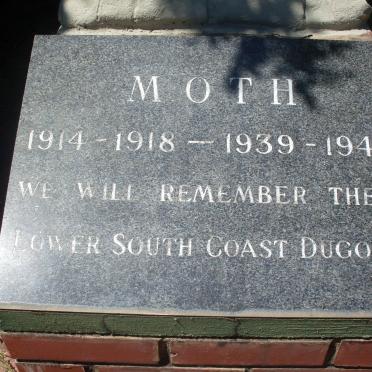 MOTH
1914 - 1918 — 1939 - 194
WE WILL REMEMBER THE
LOWER SOUTH COAST DUGO